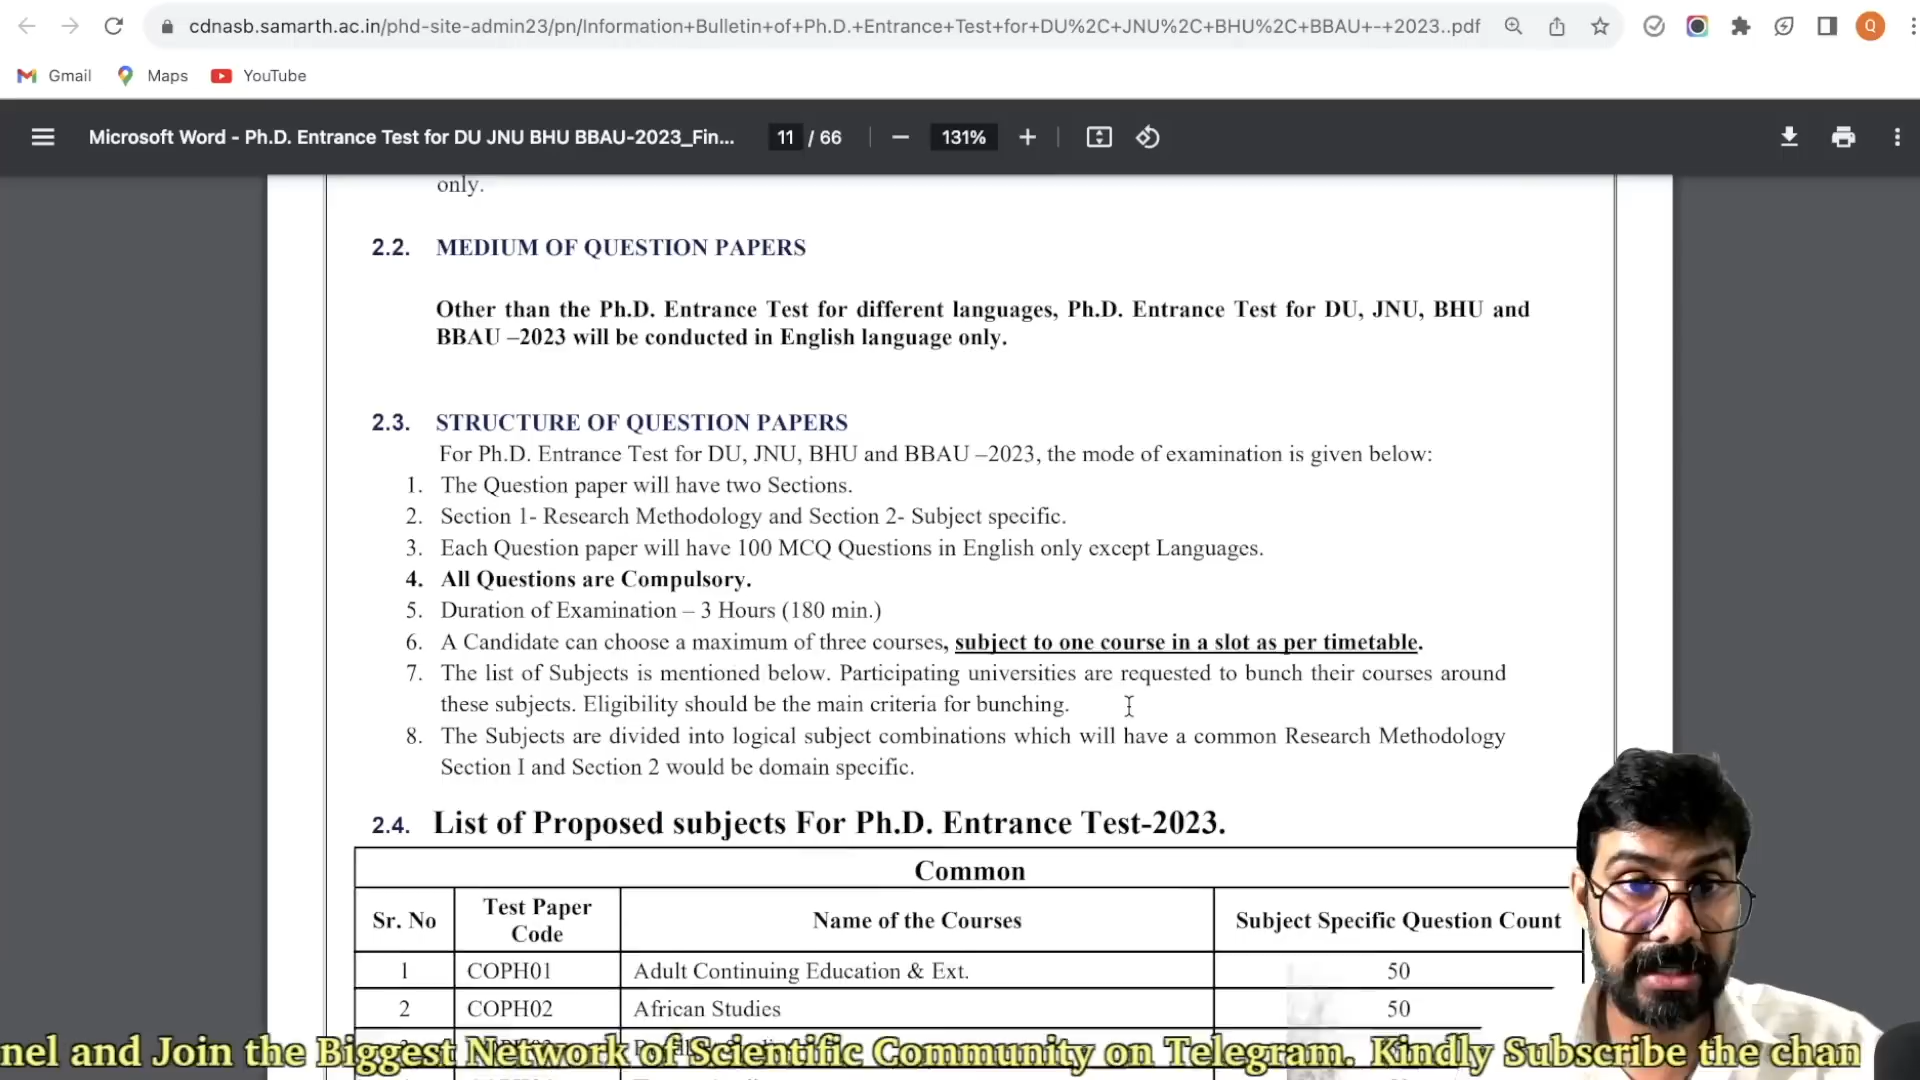 cdnasb.samarth.ac.in/phd-site-admin23/pn/Information+Bulletin+of+Ph.D.+Entrance+Test+for+DU%2C+JNU%2C+BHU%2C+BBAU+-+2023..pdf
Q
Gmail
Maps
YouTube
Microsoft Word - Ph.D. Entrance Test for DU JNU BHU BBAU-2023_Fin...
11 / 66
131%
only.
2.2. MEDIUM OF QUESTION PAPERS
Other than the Ph.D. Entrance Test for different languages, Ph.D. Entrance Test for DU, JNU, BHU and
BBAU –2023 will be conducted in English language only.
2.3. STRUCTURE OF QUESTION PAPERS
For Ph.D. Entrance Test for DU, JNU, BHU and BBAU –2023, the mode of examination is given below:
1. The Question paper will have two Sections.
2. Section 1- Research Methodology and Section 2- Subject specific.
3. Each Question paper will have 100 MCQ Questions in English only except Languages.
4. All Questions are Compulsory.
5. Duration of Examination – 3 Hours (180 min.)
6. A Candidate can choose a maximum of three courses, subject to one course in a slot as per timetable.
7. The list of Subjects is mentioned below. Participating universities are requested to bunch their courses around
these subjects. Eligibility should be the main criteria for bunching.
8. The Subjects are divided into logical subject combinations which will have a common Research Methodology
Section I and Section 2 would be domain specific.
2.4. List of Proposed subjects For Ph.D. Entrance Test-2023.
Common
Sr. No
Test Paper
Code
Name of the Courses
Subject Specific Question Count
1 COPH01 Adult Continuing Education & Ext. 50
2 COPH02 African Studies 50
nel and Join the Biggest Network of Scientific Community on Telegram. Kindly Subscribe the chan